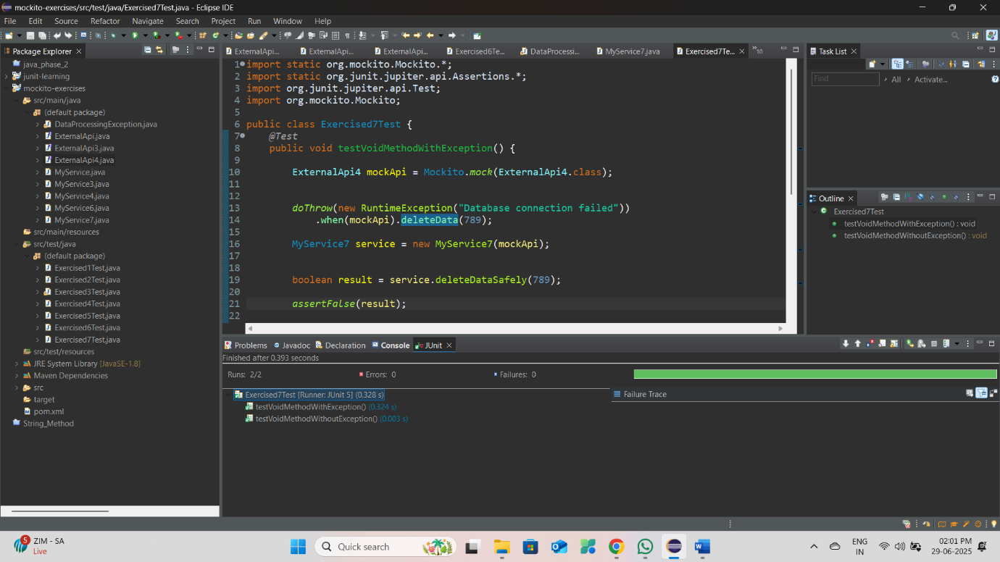 mockito-exercises/src/test/java/Exercised7Test.java - Eclipse IDE
File Edit Source Refactor Navigate Search Project Run Window Help
Package Explorer
java_phase_2
junit-learning
mockito-exercises
src/main/java
(default package)
DataProcessingException.java
ExternalApi.java
ExternalApi3.java
ExternalApi4.java
MyService.java
MyService3.java
MyService4.java
MyService6.java
MyService7.java
src/main/resources
src/test/java
(default package)
Exercised1Test.java
Exercised2Test.java
Exercised3Test.java
Exercised4Test.java
Exercised5Test.java
Exercised6Test.java
Exercised7Test.java
src/test/resources
JRE System Library [JavaSE-1.8]
Maven Dependencies
src
target
pom.xml
String_Method
ExternalApi... ExternalApi... ExternalApi... Exercised6Te... DataProcessi... MyService7.java Exercised7Te... »10
1 import static org.mockito.Mockito.*;
2 import static org.junit.jupiter.api.Assertions.*;
3 import org.junit.jupiter.api.Test;
4 import org.mockito.Mockito;
5
6 public class Exercised7Test {
7 @Test
8 public void testVoidMethodWithException() {
9
10 ExternalApi4 mockApi = Mockito.mock(ExternalApi4.class);
11
12
13 doThrow(new RuntimeException("Database connection failed"))
14 .when(mockApi).deleteData(789);
15
16 MyService7 service = new MyService7(mockApi);
17
18
19 boolean result = service.deleteDataSafely(789);
20
21 assertFalse(result);
22
Task List
Find All Activate...
Outline
Exercised7Test
testVoidMethodWithException() : void
testVoidMethodWithoutException() : void
Problems Javadoc Declaration Console JUnit
Finished after 0.393 seconds
Runs: 2/2 Errors: 0 Failures: 0
Exercised7Test [Runner: JUnit 5] (0.328 s)
testVoidMethodWithException() (0.324 s)
testVoidMethodWithoutException() (0.003 s)
Failure Trace
5
ZIM - SA
Live
Quick search
ENG
IN
02:01 PM
29-06-2025